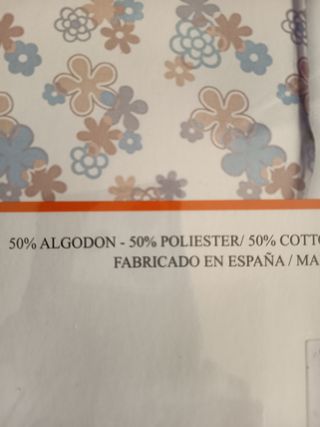 50% ALGODON - 50% POLIESTER/ 50% COTTO
FABRICADO EN ESPAÑA / MA